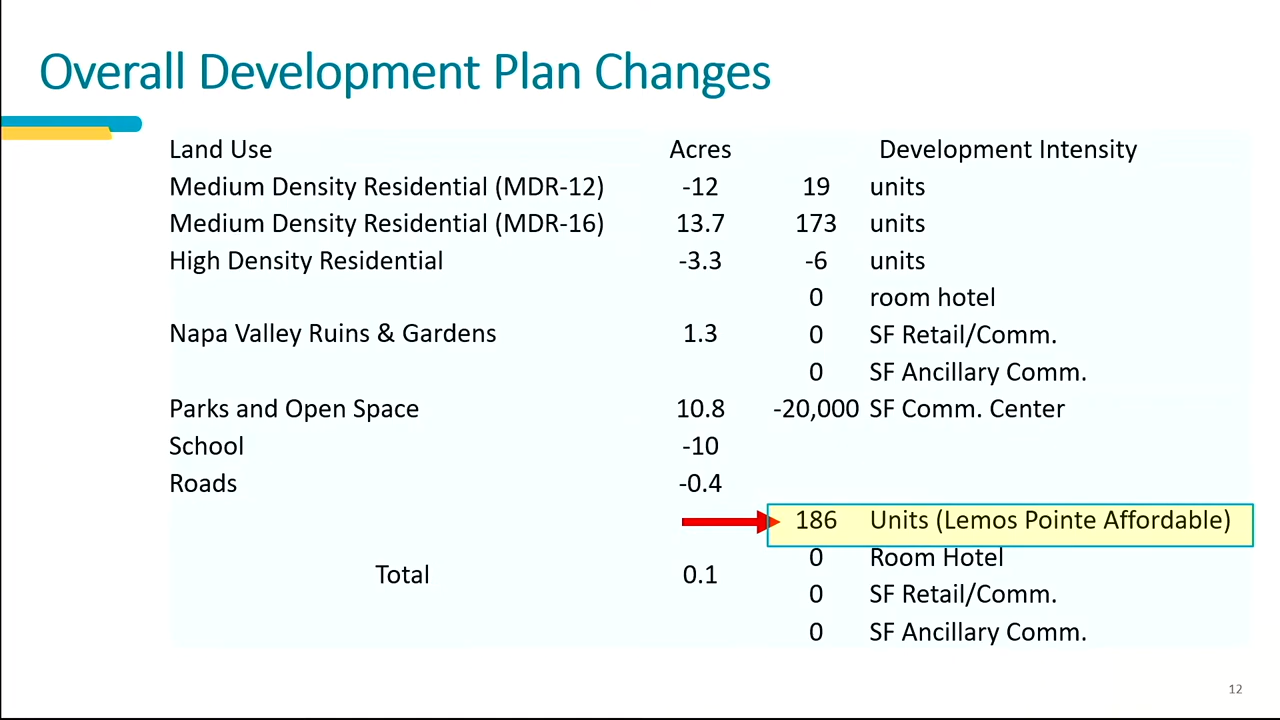 Overall Development Plan Changes
Land Use Acres Development Intensity
Medium Density Residential (MDR-12) -12 19 units
Medium Density Residential (MDR-16) 13.7 173 units
High Density Residential -3.3 -6 units
0 room hotel
Napa Valley Ruins & Gardens 1.3 0 SF Retail/Comm.
0 SF Ancillary Comm.
Parks and Open Space 10.8 -20,000 SF Comm. Center
School -10
Roads -0.4
186 Units (Lemos Pointe Affordable)
0 Room Hotel
Total 0.1
0 SF Retail/Comm.
0 SF Ancillary Comm.
12